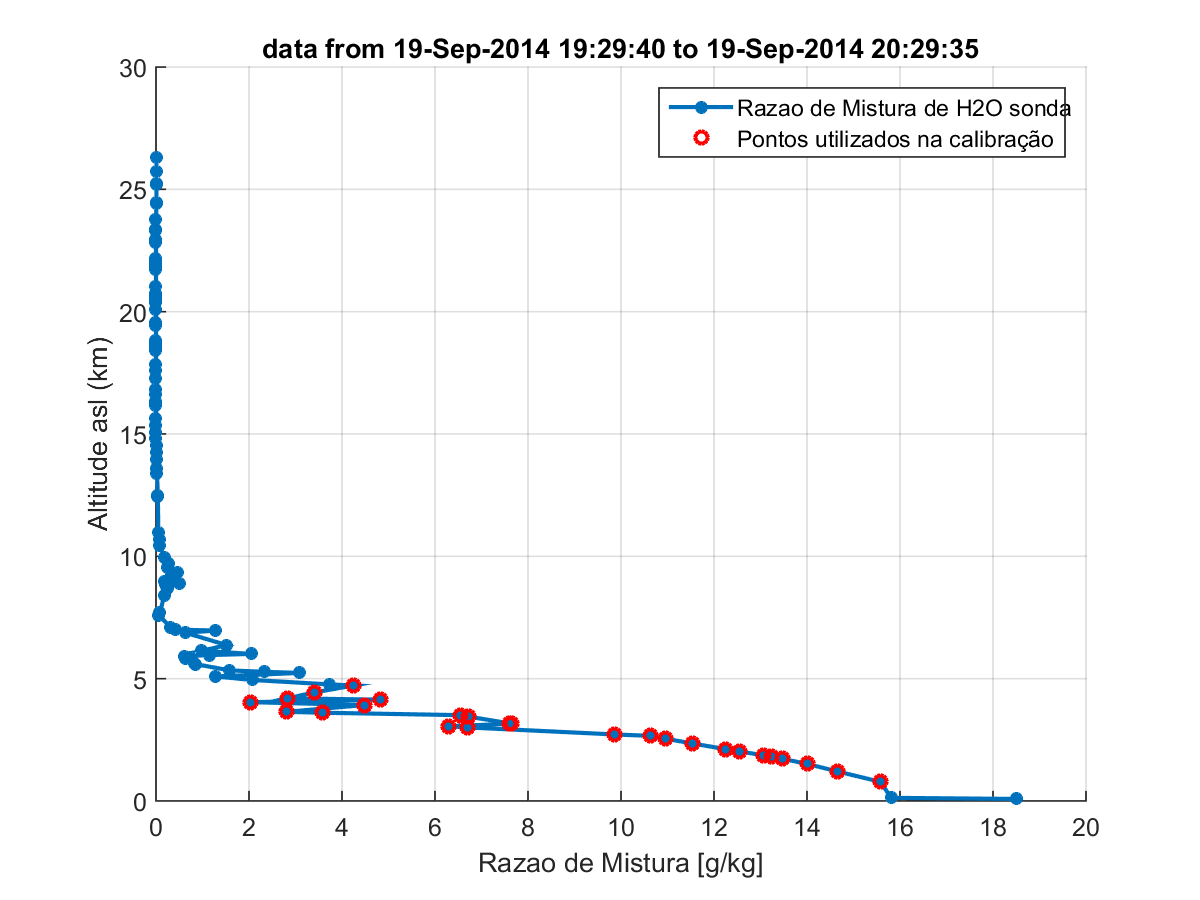 data from 19-Sep-2014 19:29:40 to 19-Sep-2014 20:29:35
Razao de Mistura de H2O sonda
Pontos utilizados na calibração
Altitude asl (km)
30
25
20
15
10
5
0
0 2 4 6 8 10 12 14 16 18 20
Razao de Mistura [g/kg]